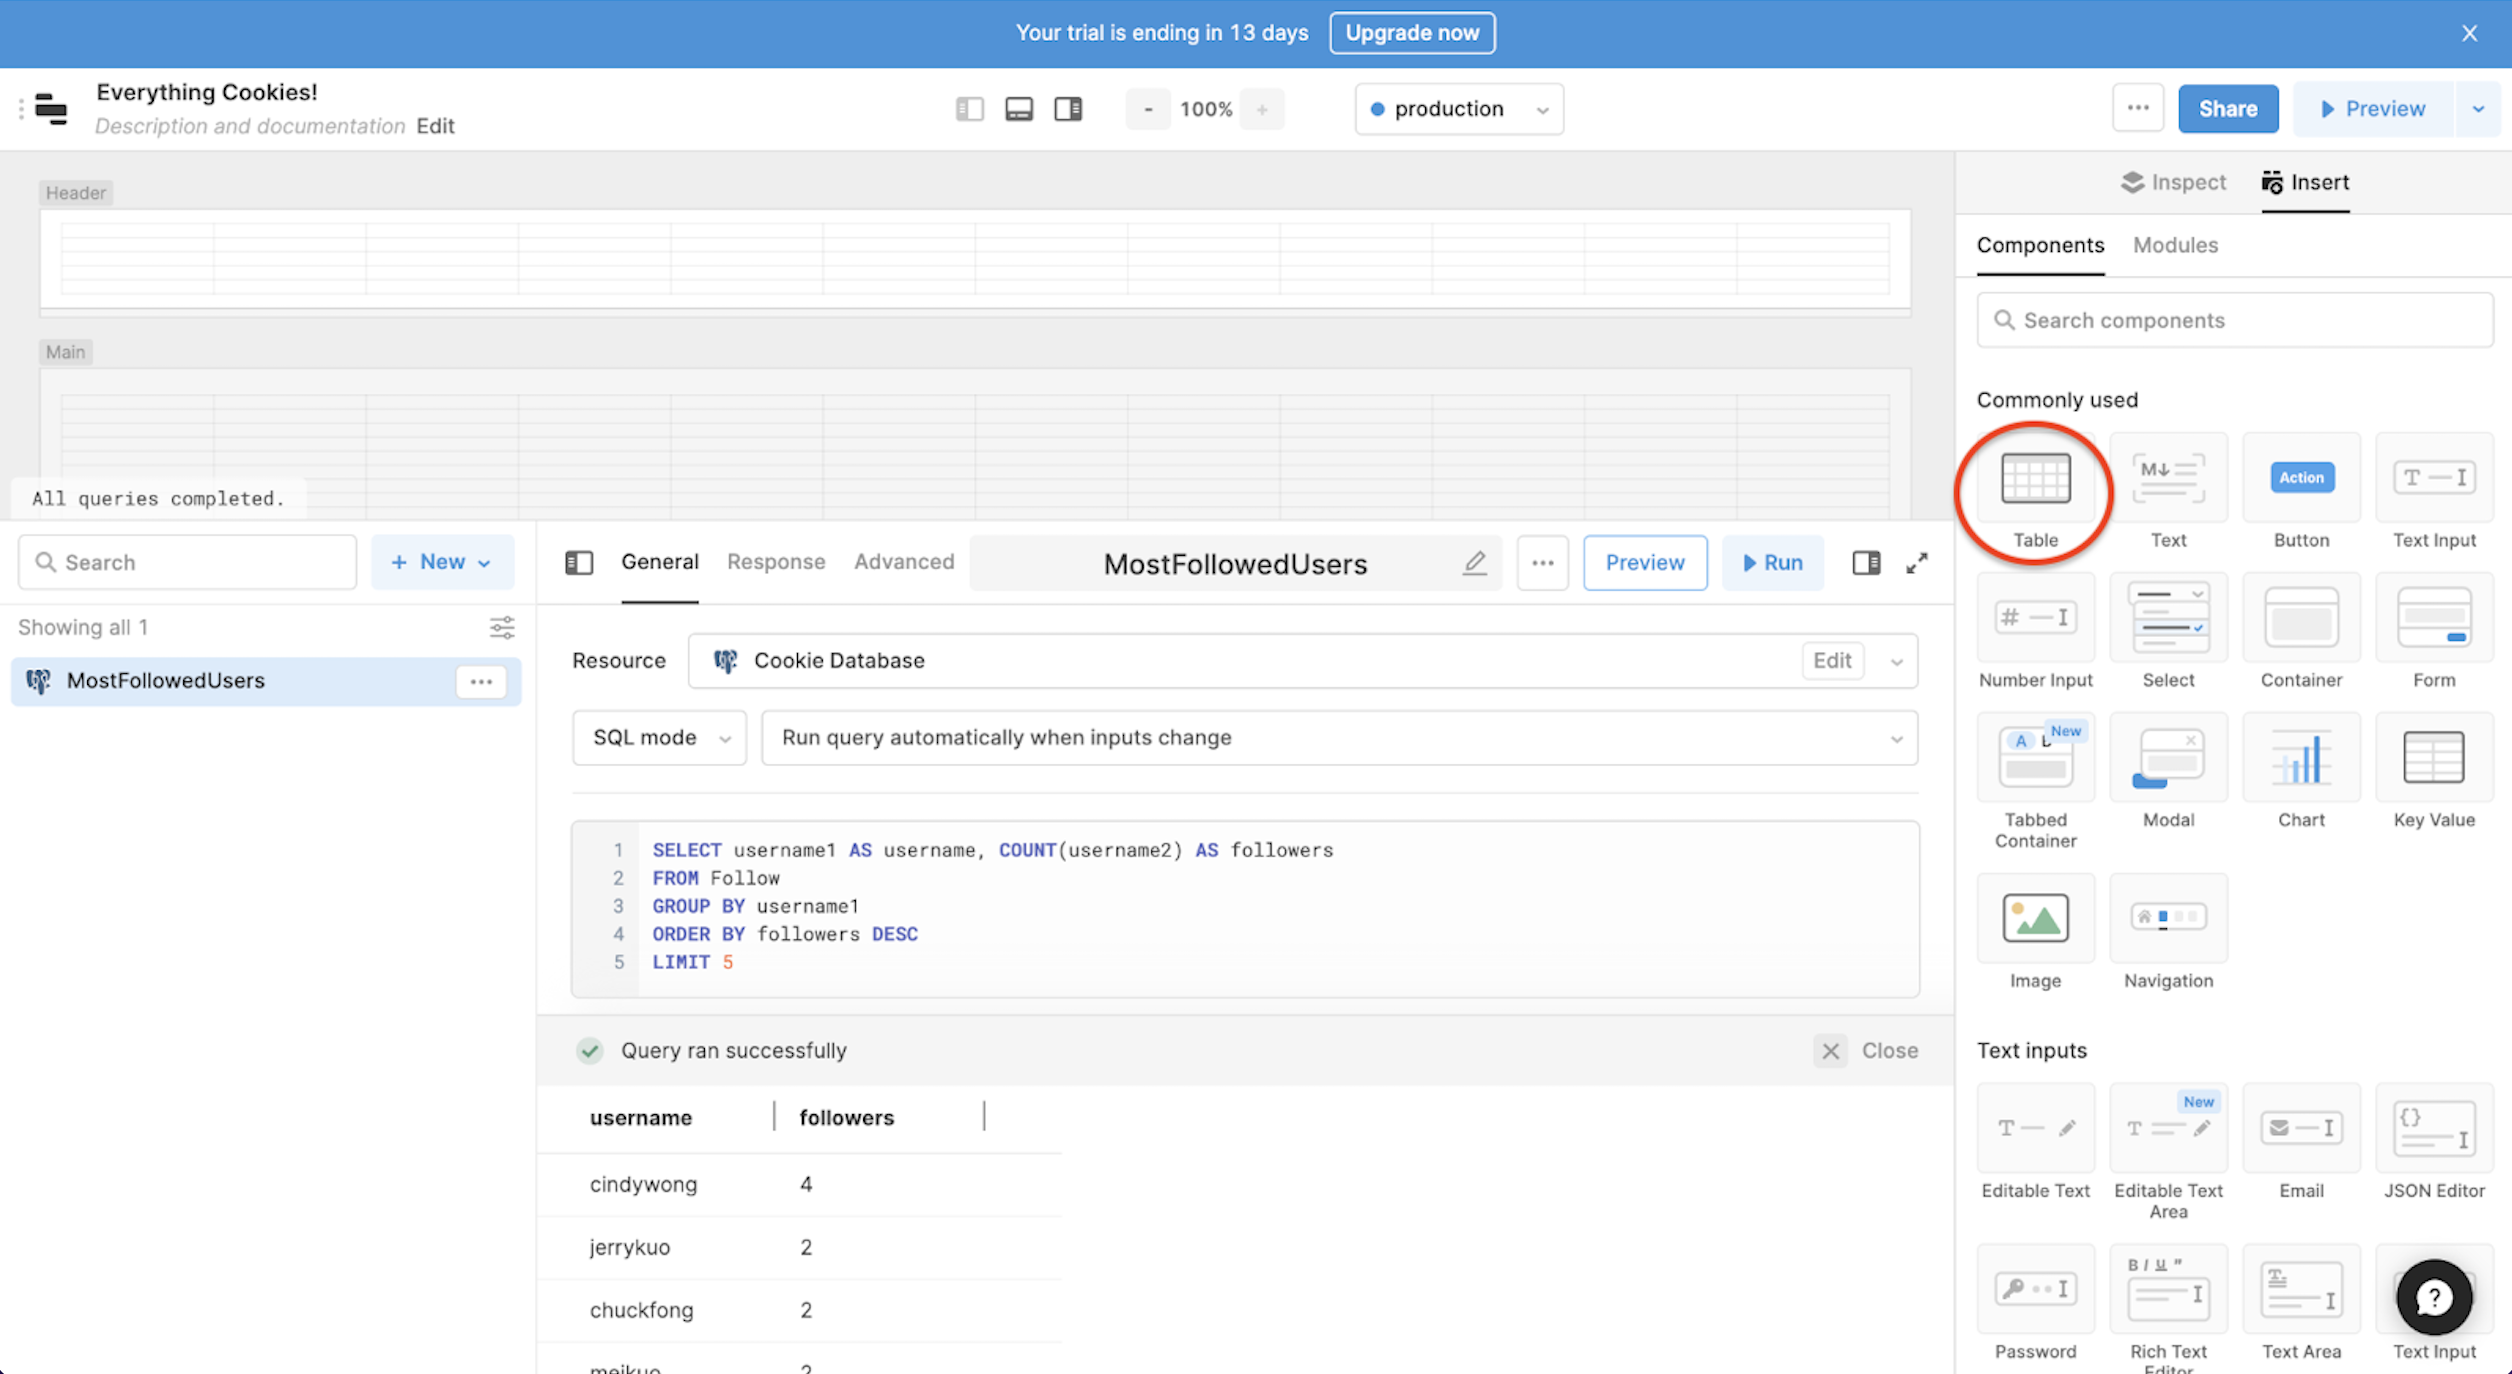 Your trial is ending in 13 days Upgrade now
Everything Cookies!
Description and documentation Edit
- 100% +
production
Share
Preview
Inspect Insert
Header
Components Modules
Search components
Main
Commonly used
M Action T I
Table Text Button Text Input
All queries completed.
Search
+ New
General Response Advanced
MostFollowedUsers
Preview
Run
# I
Number Input Select Container Form
Showing all 1
MostFollowedUsers
Resource Cookie Database Edit
SQL mode Run query automatically when inputs change
A New
Tabbed Container Modal Chart Key Value
1 SELECT username1 AS username, COUNT(username2) AS followers
2 FROM Follow
3 GROUP BY username1
4 ORDER BY followers DESC
5 LIMIT 5
Image Navigation
Query ran successfully Close
Text inputs
username followers
cindywong 4
jerrykuo 2
chuckfong 2
meikuo 2
New
T T I {} I
Editable Text Editable Text Area Email JSON Editor
I B I U " I T I ?
Password Rich Text Editor Text Area Text Input